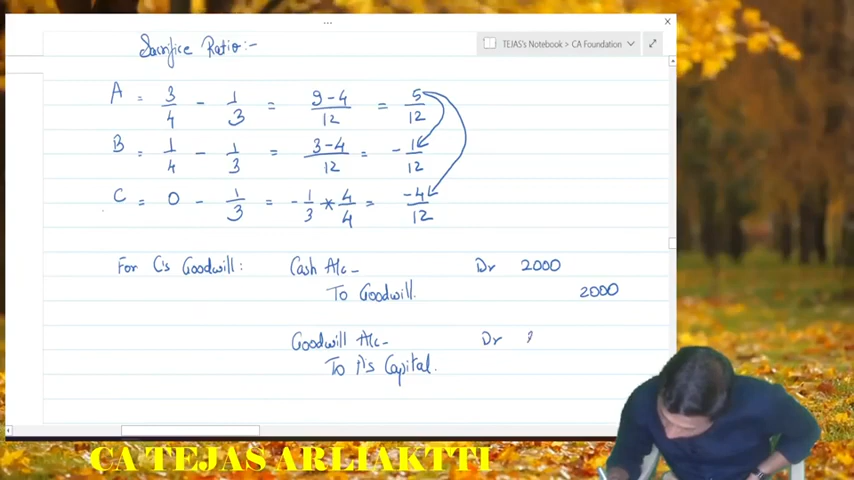 ...
TEJAS's Notebook > CA Foundation
Sacrifice Ratio:-
A = 3/4 - 1/3 = 9-4/12 = 5/12
B = 1/4 - 1/3 = 3-4/12 = -1/12
C = 0 - 1/3 = -1/3 * 4/4 = -4/12
For C's Goodwill: Cash A/c- Dr 2000
To Goodwill. 2000
Goodwill A/c- Dr
To A's Capital.
CA TEJAS ARLIAKTTI